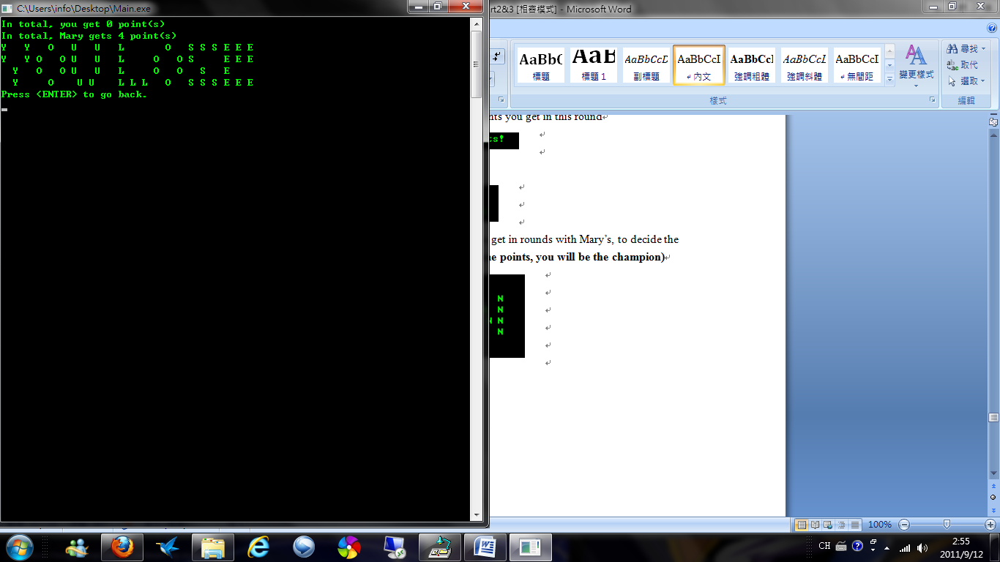 C:\Users\info\Desktop\Main.exe
In total, you get 0 point(s)
In total, Mary gets 4 point(s)
Y   Y   O   U   U   L       O   S S S E E E
Y   Y O   O U   U   L     O   O S     E E E
  Y   O   O U   U   L     O   O   S   E
  Y     O    U U    L L L   O   S S S E E E
Press <ENTER> to go back.
rt2&3 [相容模式] - Microsoft Word
AaBbC AaB AaBbCcD AaBbCcI AaBbCcI AaBbCcI AaBbCcI
標題 標題 1 副標題 ↵ 內文 強調粗體 強調斜體 ↵ 無間距
變更樣式
尋找
取代
選取
樣式
編輯
nts you get in this round
ts!
get in rounds with Mary’s, to decide the
e points, you will be the champion)
N
N
N N
N
100%
CH
2:55
2011/9/12